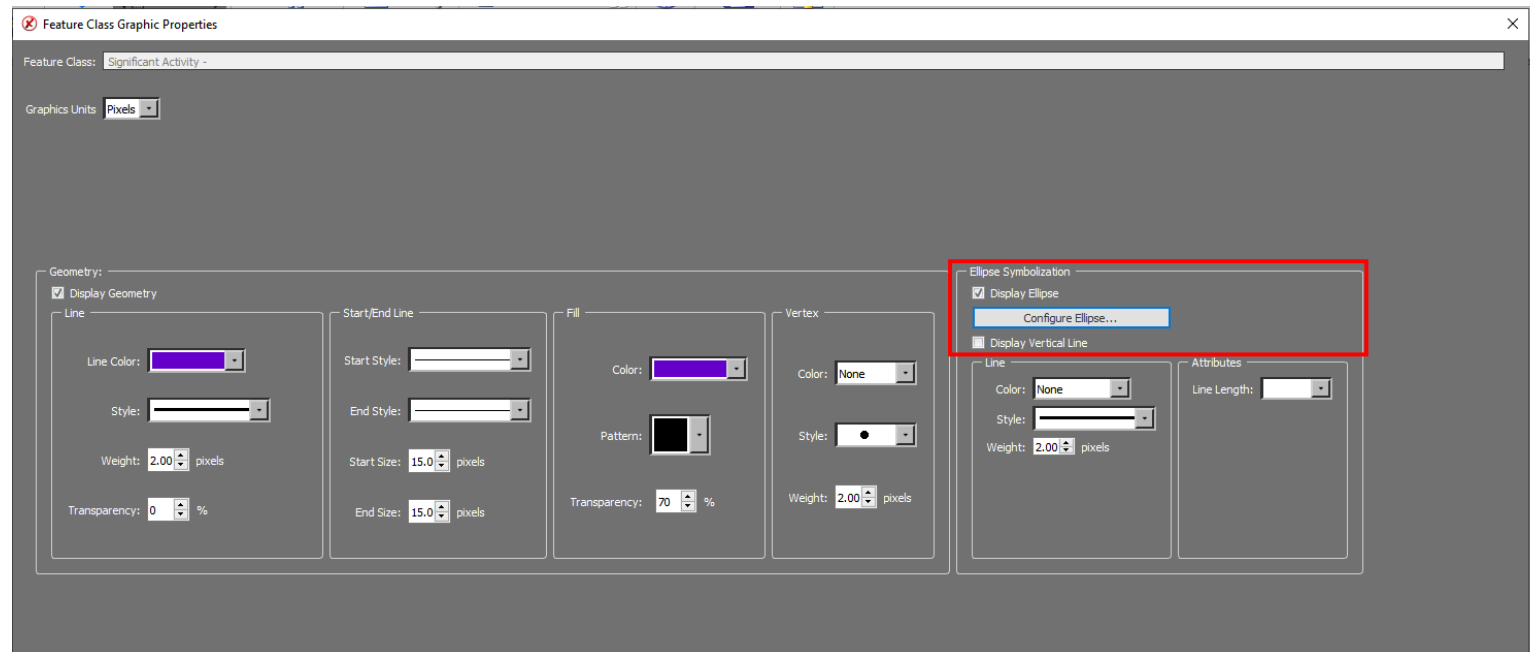 Feature Class Graphic Properties
Feature Class: Significant Activity -
Graphics Units Pixels
Geometry:
Display Geometry
Line
Line Color:
Style:
Weight: 2.00 pixels
Transparency: 0 %
Start/End Line
Start Style:
End Style:
Start Size: 15.0 pixels
End Size: 15.0 pixels
Fill
Color:
Pattern:
Transparency: 70 %
Vertex
Color: None
Style:
Weight: 2.00 pixels
Ellipse Symbolization
Display Ellipse
Configure Ellipse...
Display Vertical Line
Line
Color: None
Style:
Weight: 2.00 pixels
Attributes
Line Length: